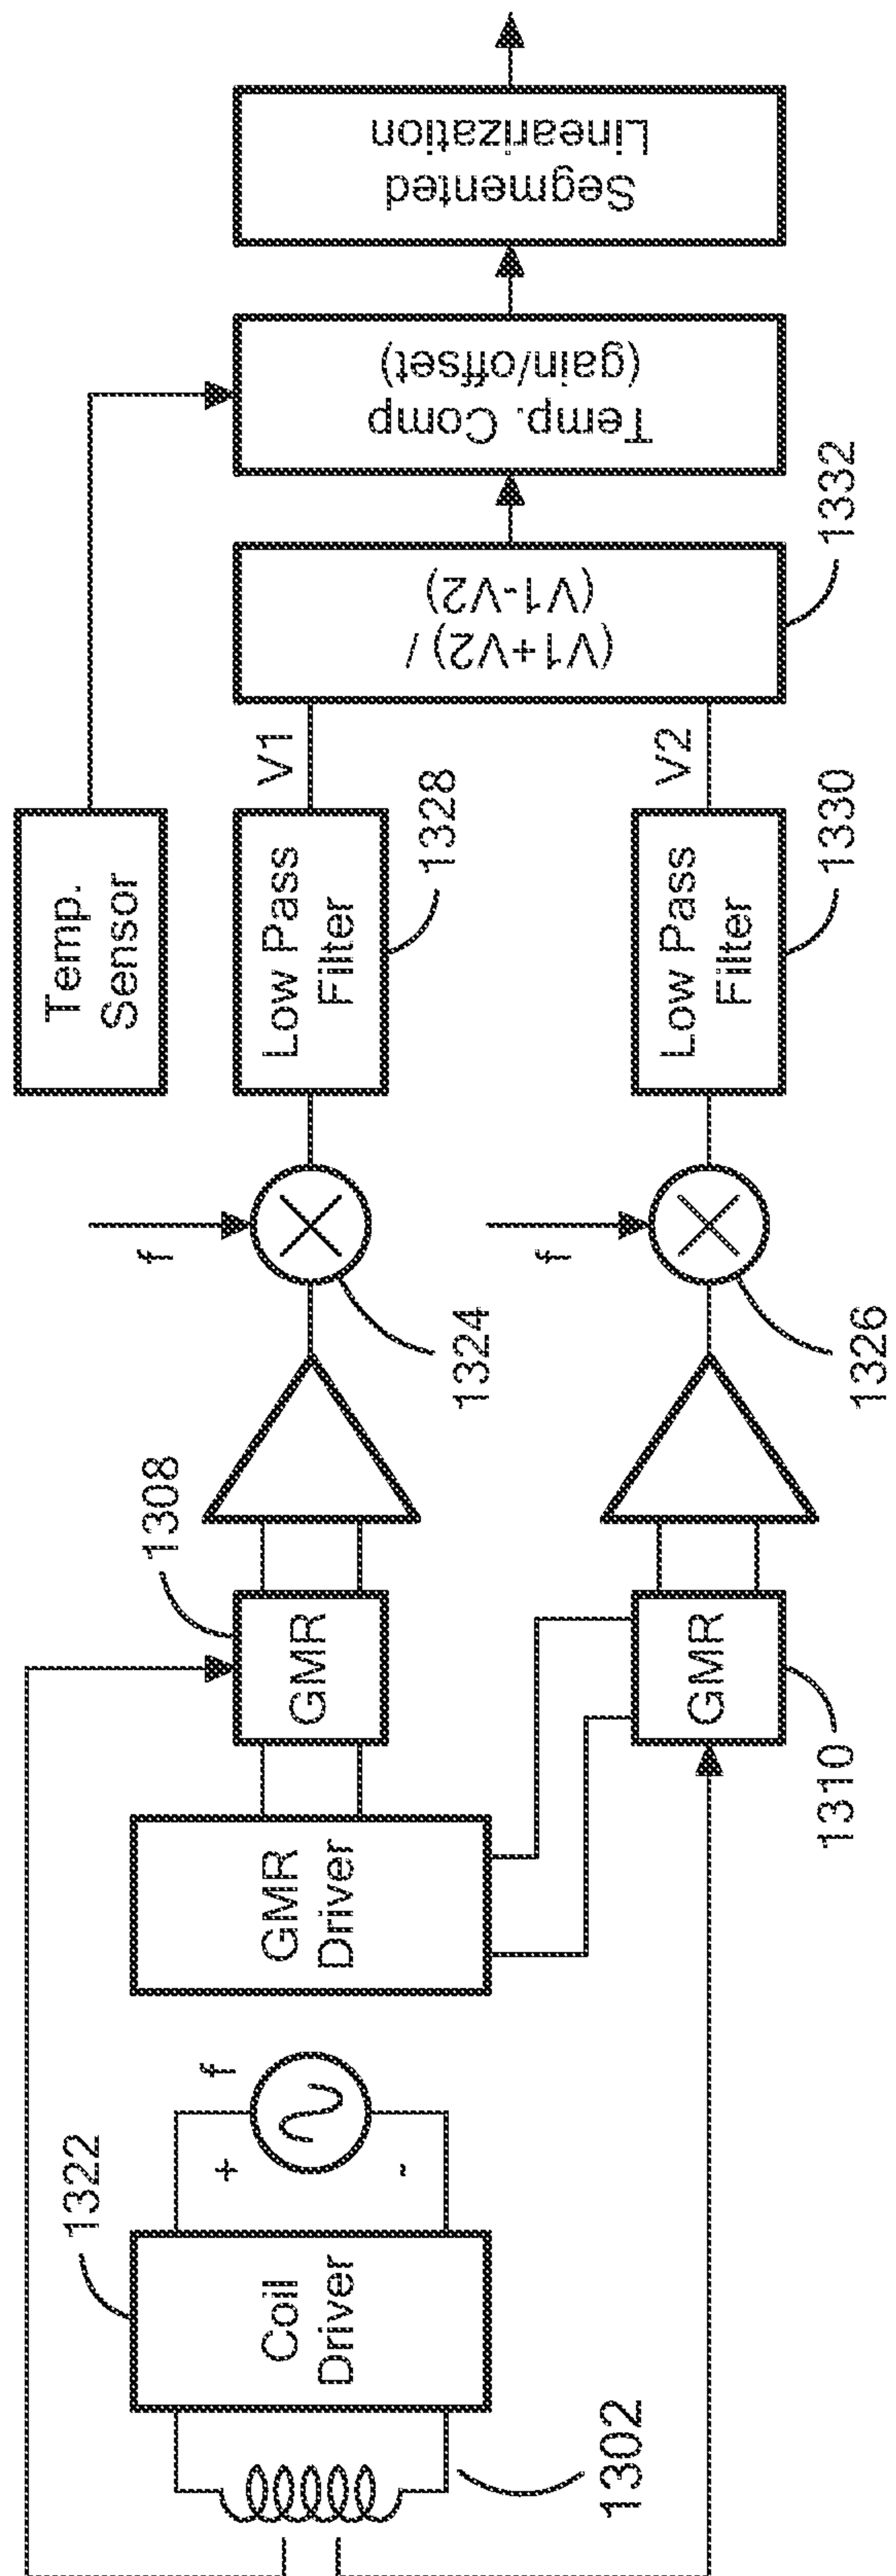 1302
Coil
Driver
1322
+
-
f
GMR
Driver
GMR
1308
GMR
1310
f
1324
f
1326
Temp.
Sensor
Low Pass
Filter
1328
Low Pass
Filter
1330
V1
V2
(V1+V2) /
(V1-V2)
1332
Temp. Comp
(gain/offset)
Segmented
Linearization